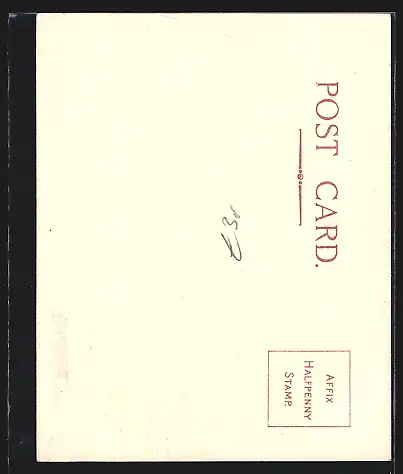 POST CARD.
AFFIX
HALFPENNY
STAMP.